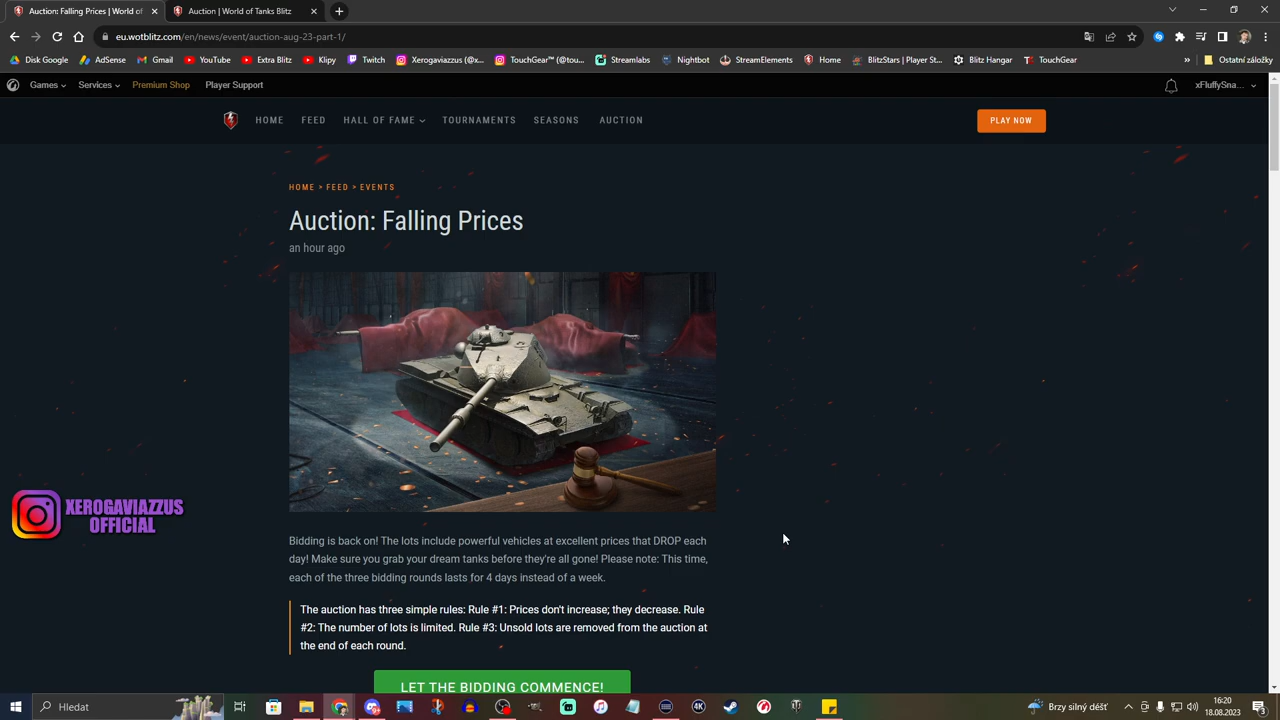 Auction: Falling Prices | World of
Auction | World of Tanks Blitz
eu.wotblitz.com/en/news/event/auction-aug-23-part-1/
Disk Google
AdSense
Gmail
YouTube
Extra Blitz
Klipy
Twitch
Xerogaviazzus (@x...
TouchGear™ (@tou...
Streamlabs
Nightbot
StreamElements
Home
BlitzStars | Player St...
Blitz Hangar
TouchGear
Ostatní záložky
Games
Services
Premium Shop
Player Support
xFluffySna...
HOME
FEED
HALL OF FAME
TOURNAMENTS
SEASONS
AUCTION
PLAY NOW
HOME > FEED > EVENTS
Auction: Falling Prices
an hour ago
XEROGAVIAZZUS
OFFICIAL
Bidding is back on! The lots include powerful vehicles at excellent prices that DROP each
day! Make sure you grab your dream tanks before they're all gone! Please note: This time,
each of the three bidding rounds lasts for 4 days instead of a week.
The auction has three simple rules: Rule #1: Prices don't increase; they decrease. Rule
#2: The number of lots is limited. Rule #3: Unsold lots are removed from the auction at
the end of each round.
LET THE BIDDING COMMENCE!
Hledat
Brzy silný déšť
16:20
18.08.2023